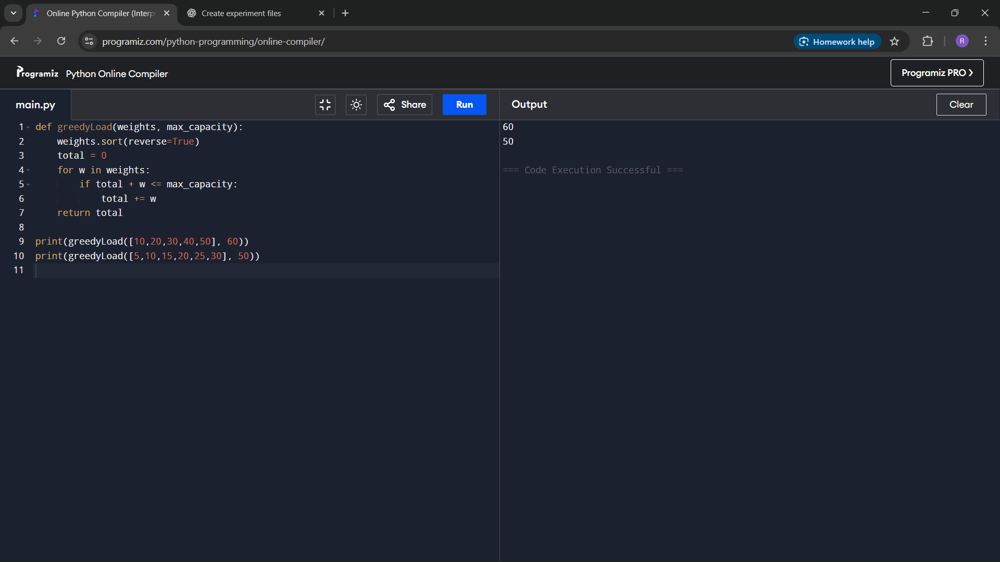 Online Python Compiler (Interp
Create experiment files
programiz.com/python-programming/online-compiler/
Homework help
R
Programiz Python Online Compiler
Programiz PRO
main.py
Share
Run
Output
Clear
1 def greedyLoad(weights, max_capacity):
2     weights.sort(reverse=True)
3     total = 0
4     for w in weights:
5         if total + w <= max_capacity:
6             total += w
7     return total
8
9 print(greedyLoad([10,20,30,40,50], 60))
10 print(greedyLoad([5,10,15,20,25,30], 50))
11
60
50
=== Code Execution Successful ===